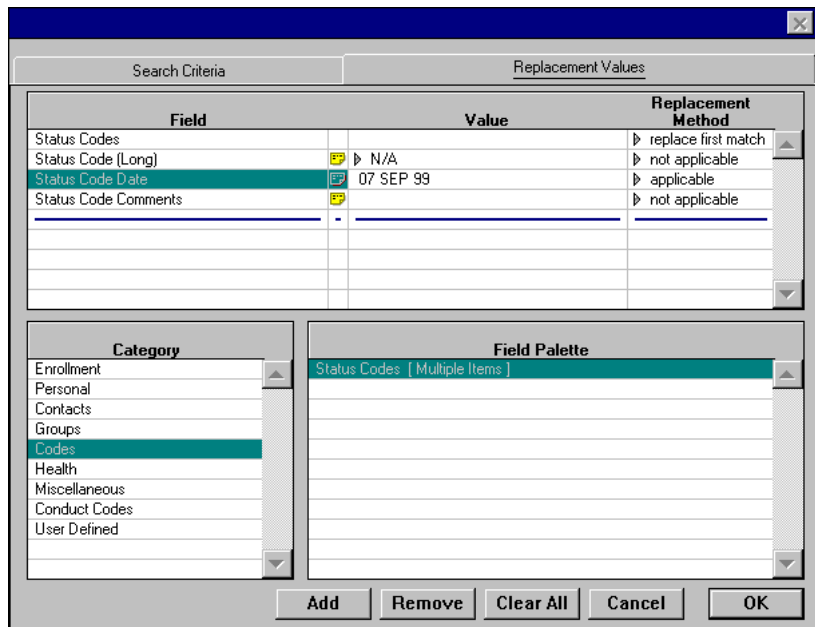 Search Criteria Replacement Values
Field Value Replacement Method
Status Codes replace first match
Status Code (Long) N/A not applicable
Status Code Date 07 SEP 99 applicable
Status Code Comments not applicable
Category Field Palette
Enrollment Status Codes [ Multiple Items ]
Personal
Contacts
Groups
Codes
Health
Miscellaneous
Conduct Codes
User Defined
Add Remove Clear All Cancel OK